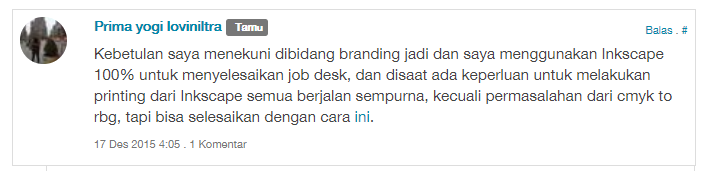 Prima yogi loviniltra Tamu
Balas . #
Kebetulan saya menekuni dibidang branding jadi dan saya menggunakan Inkscape
100% untuk menyelesaikan job desk, dan disaat ada keperluan untuk melakukan
printing dari Inkscape semua berjalan sempurna, kecuali permasalahan dari cmyk to
rbg, tapi bisa selesaikan dengan cara ini.
17 Des 2015 4:05 . 1 Komentar